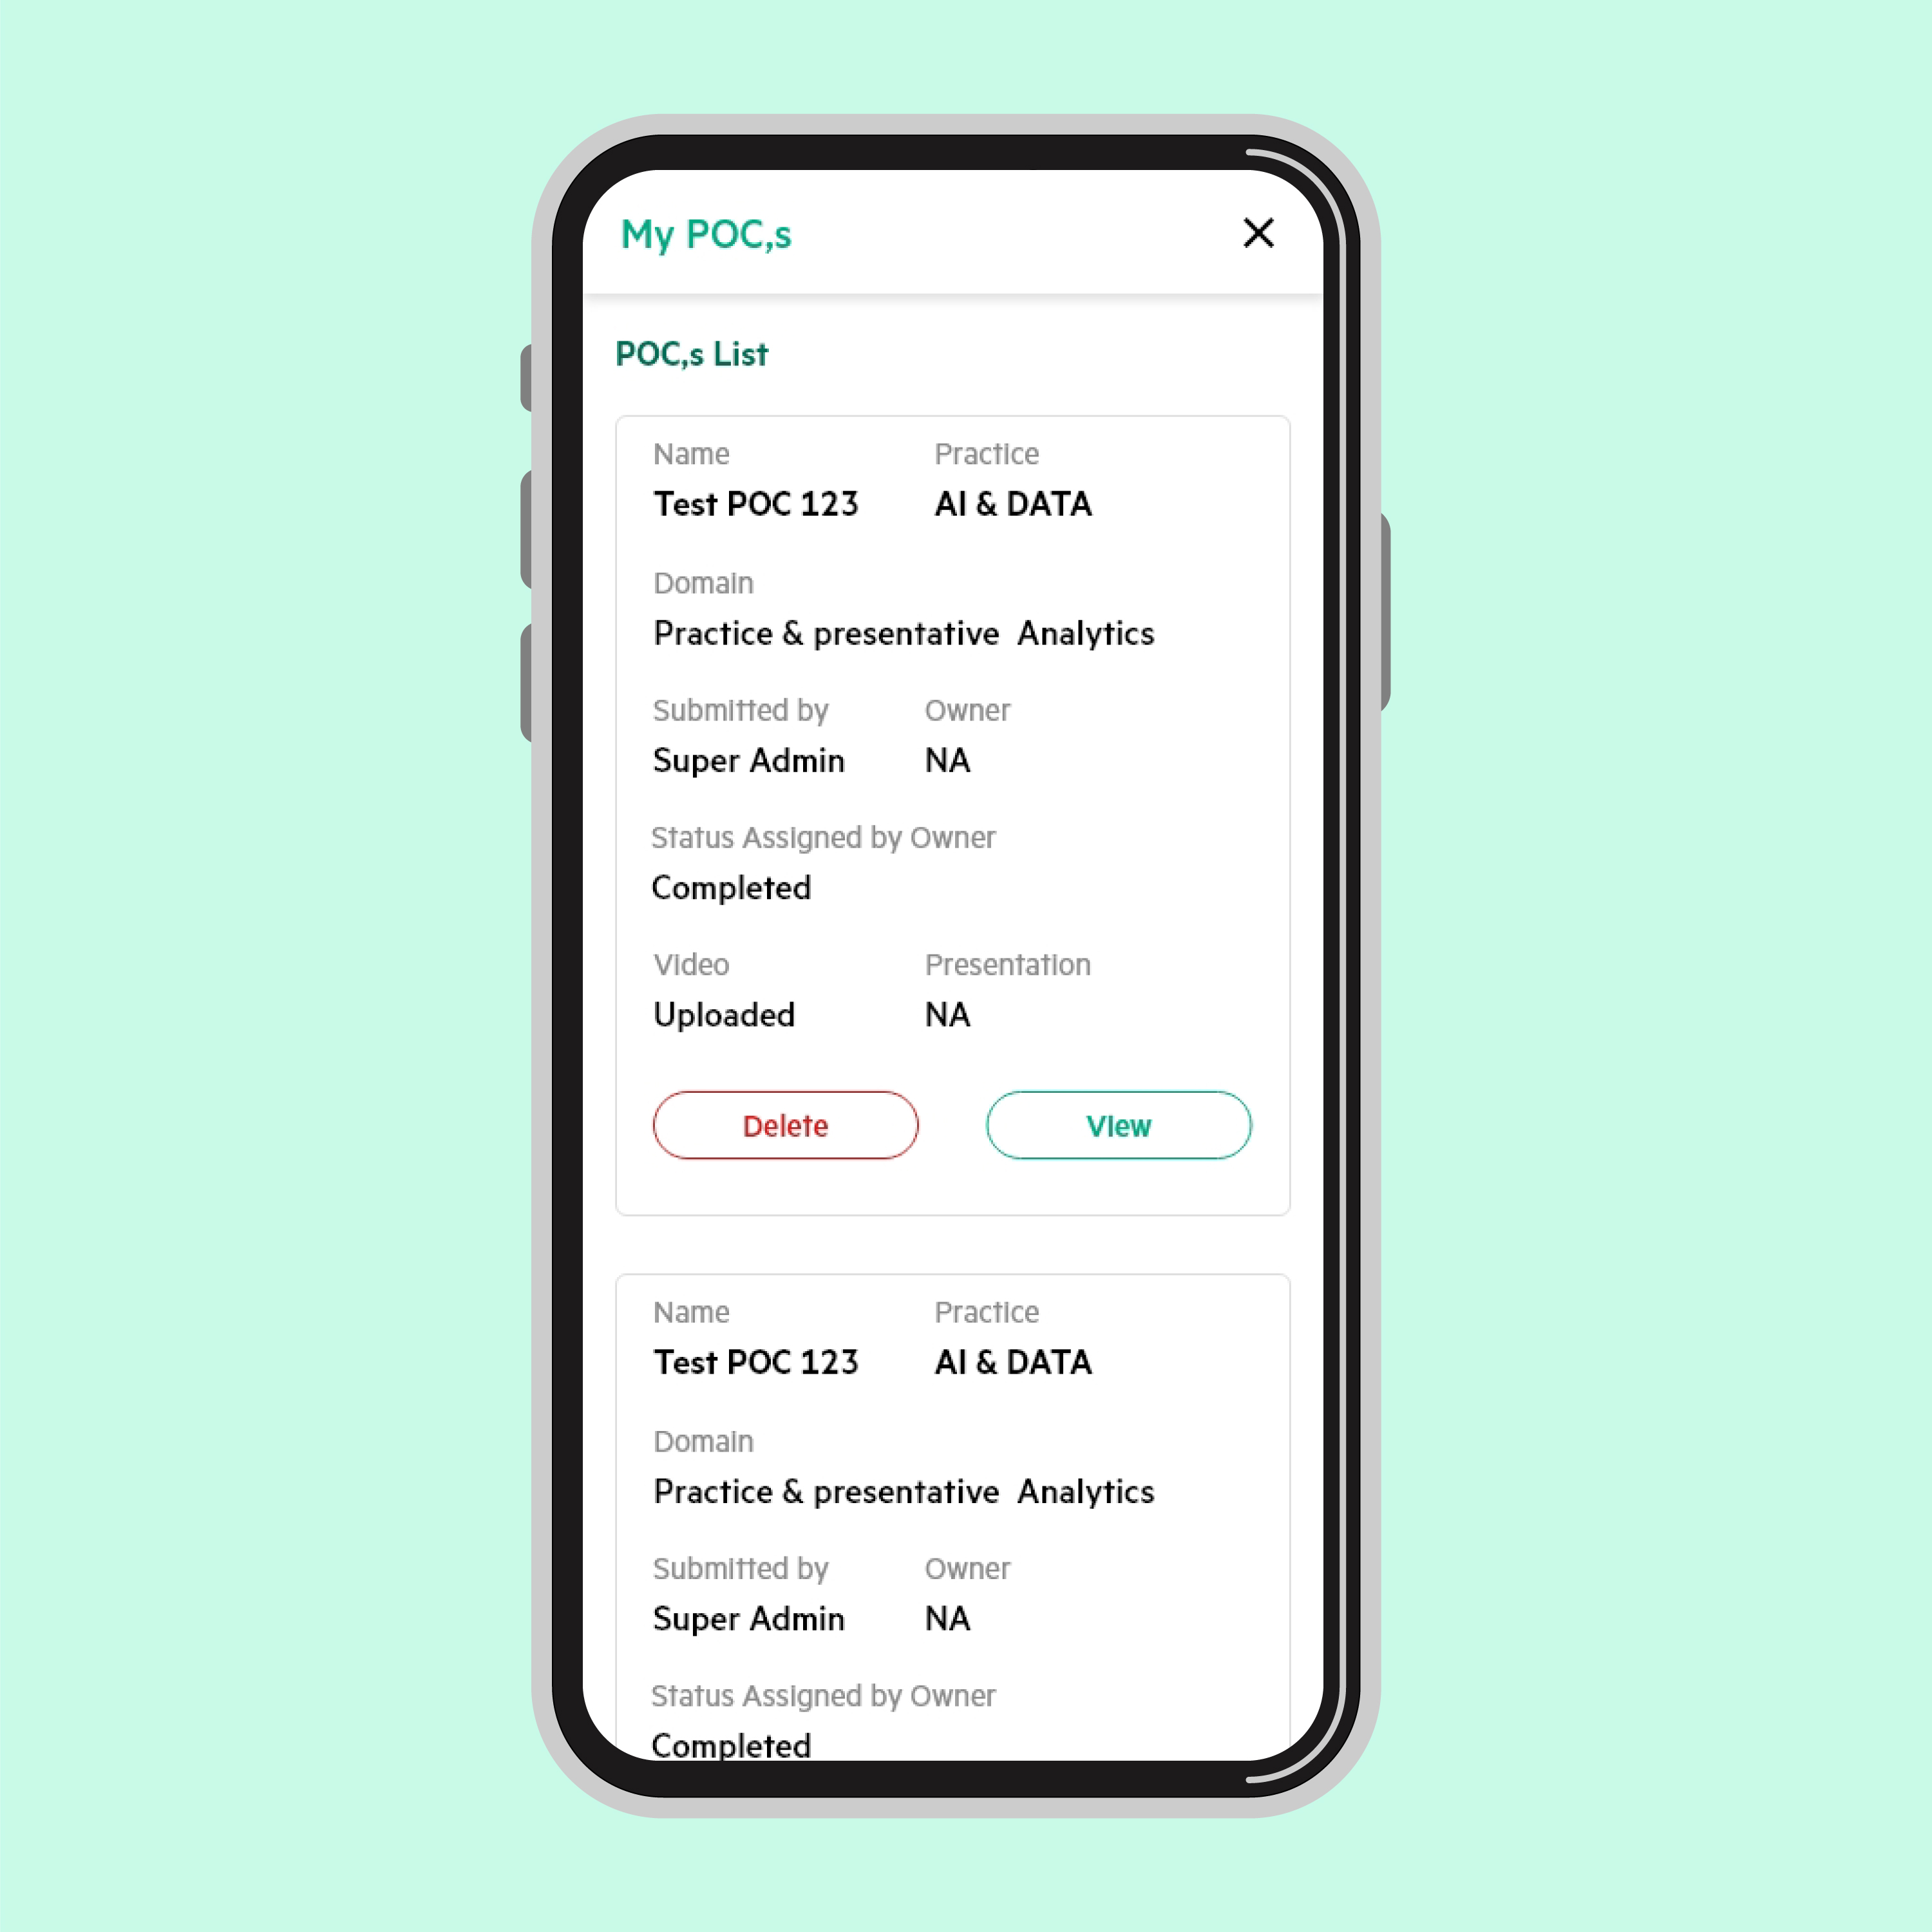 My POC,s
POC,s List
Name Practice
Test POC 123 AI & DATA
Domain
Practice & presentative  Analytics
Submitted by Owner
Super Admin NA
Status Assigned by Owner
Completed
Video Presentation
Uploaded NA
Delete View
Name Practice
Test POC 123 AI & DATA
Domain
Practice & presentative  Analytics
Submitted by Owner
Super Admin NA
Status Assigned by Owner
Completed